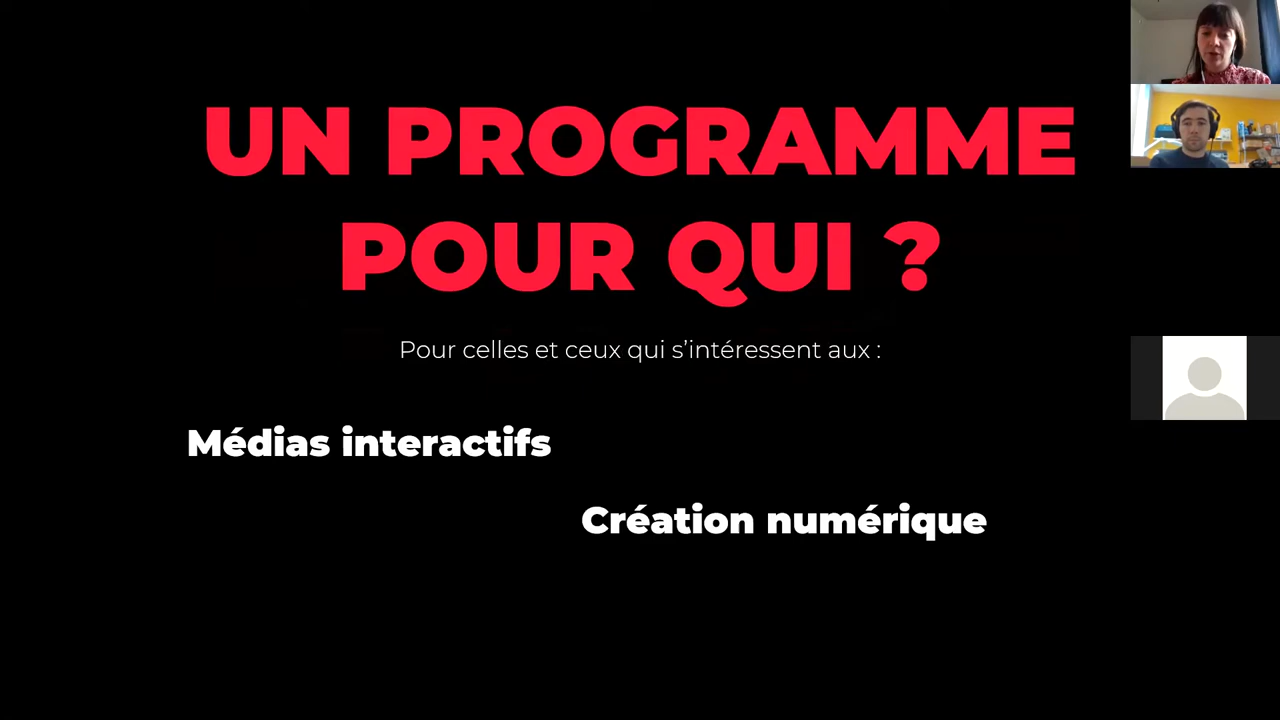 UN PROGRAMME
POUR QUI ?
Pour celles et ceux qui s’intéressent aux :
Médias interactifs
Création numérique